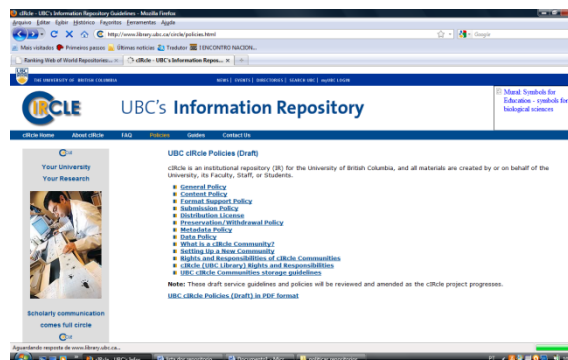 cIRcle - UBC's Information Repository Guidelines - Mozilla Firefox
Arquivo Editar Exibir Histórico Favoritos Ferramentas Ajuda
http://www.library.ubc.ca/circle/policies.html
Google
Mais visitados Primeiros passos Últimas notícias Tradutor I ENCONTRO NACION...
Ranking Web of World Repositories... cIRcle - UBC's Information Repos...
UBC
THE UNIVERSITY OF BRITISH COLUMBIA
NEWS | EVENTS | DIRECTORIES | SEARCH UBC | myUBC LOGIN
cIRCLE
UBC's Information Repository
Mural: Symbols for
Education - symbols for
biological sciences
cIRcle Home About cIRcle FAQ Policies Guides Contact Us
Your University
Your Research
Scholarly communication
comes full circle
UBC cIRcle Policies (Draft)
cIRcle is an institutional repository (IR) for the University of British Columbia, and all materials are created by or on behalf of the
University, its Faculty, Staff, or Students.
General Policy
Content Policy
Format Support Policy
Submission Policy
Distribution License
Preservation/Withdrawal Policy
Metadata Policy
Data Policy
What is a cIRcle Community?
Setting Up a New Community
Rights and Responsibilities of cIRcle Communities
cIRcle (UBC Library) Rights and Responsibilities
UBC cIRcle Communities storage guidelines
Note: These draft service guidelines and policies will be reviewed and amended as the cIRcle project progresses.
UBC cIRcle Policies (Draft) in PDF format
Aguardando resposta de www.library.ubc.ca...
PT